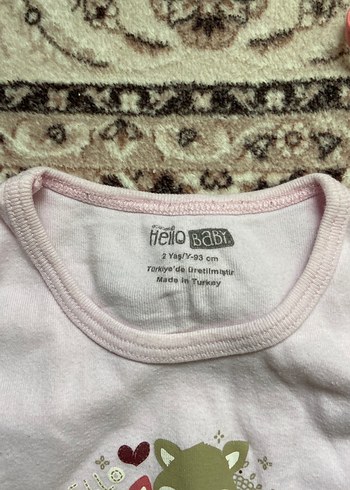 Hello BABY
2 Yaş/Y-93 cm
Türkiye'de üretilmiştir
Made in Turkey